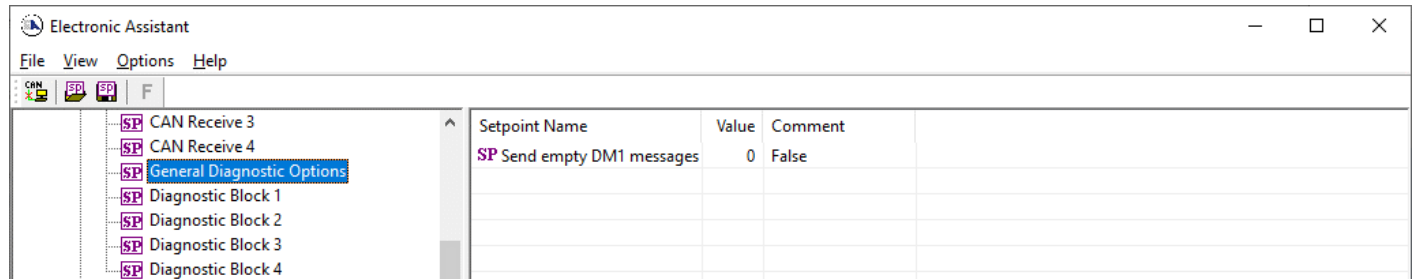 Electronic Assistant
File View Options Help
CAN SP SP F
SP CAN Receive 3
SP CAN Receive 4
SP General Diagnostic Options
SP Diagnostic Block 1
SP Diagnostic Block 2
SP Diagnostic Block 3
SP Diagnostic Block 4
Setpoint Name Value Comment
SP Send empty DM1 messages 0 False